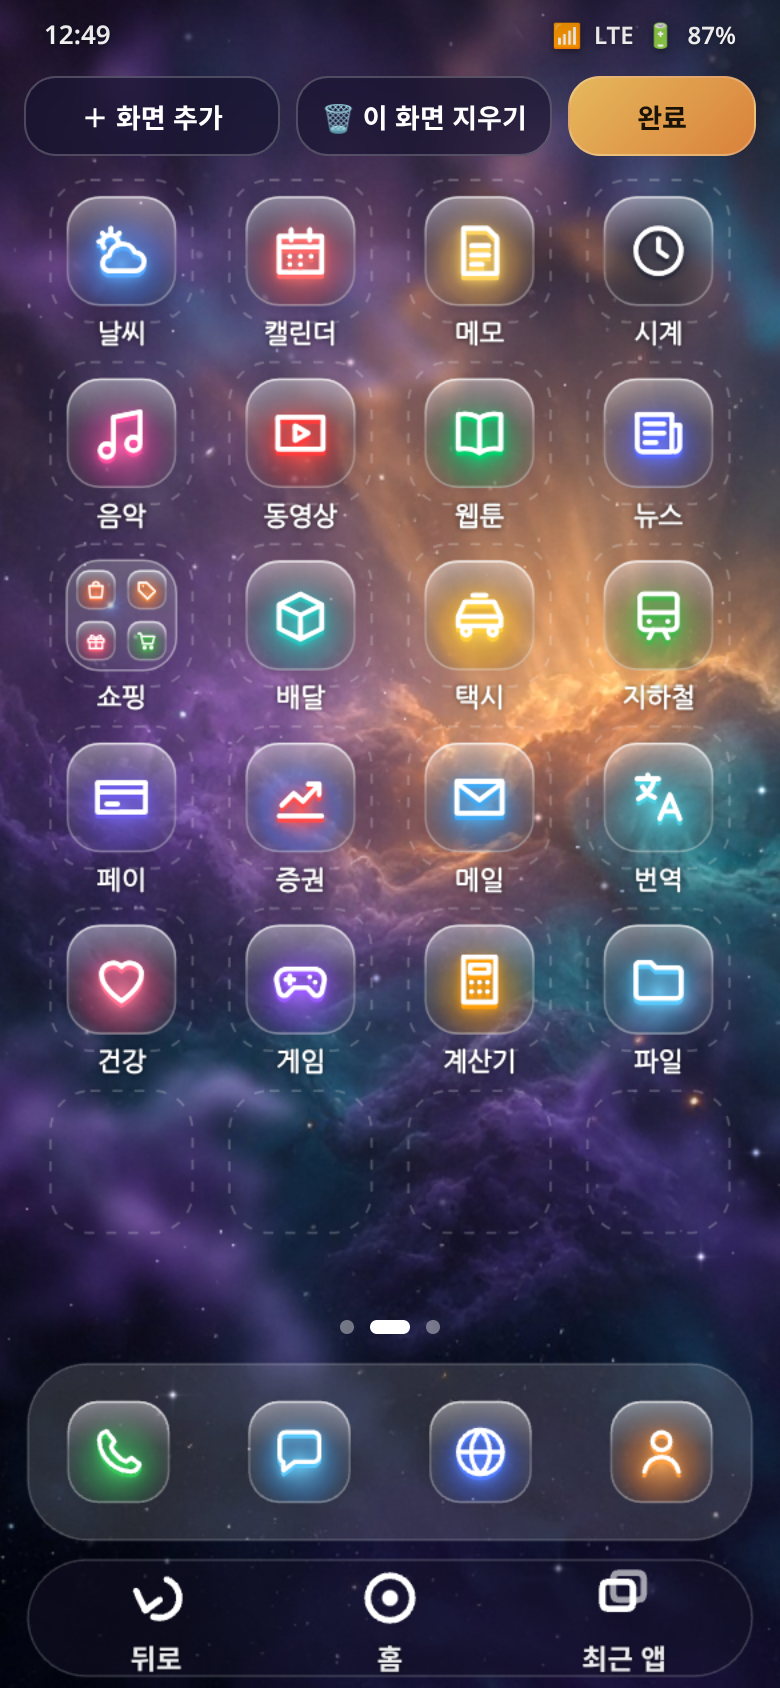 12:49 LTE 87%
+ 화면 추가 이 화면 지우기 완료
날씨 캘린더 메모 시계
음악 동영상 웹툰 뉴스
쇼핑 배달 택시 지하철
페이 증권 메일 번역
건강 게임 계산기 파일
뒤로 홈 최근 앱